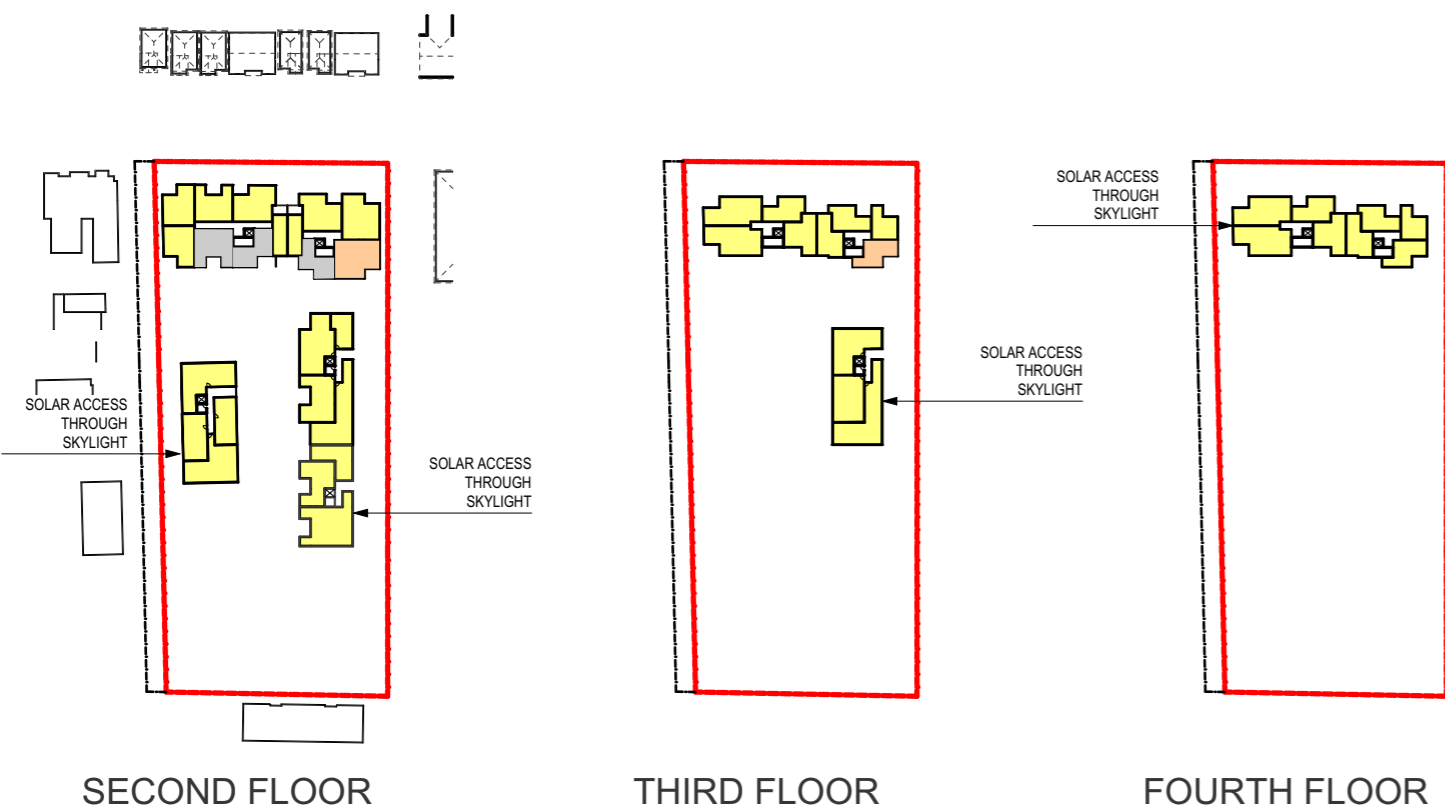 SOLAR ACCESS
THROUGH
SKYLIGHT
SOLAR ACCESS
THROUGH
SKYLIGHT
SOLAR ACCESS
THROUGH
SKYLIGHT
SOLAR ACCESS
THROUGH
SKYLIGHT
SECOND FLOOR
THIRD FLOOR
FOURTH FLOOR